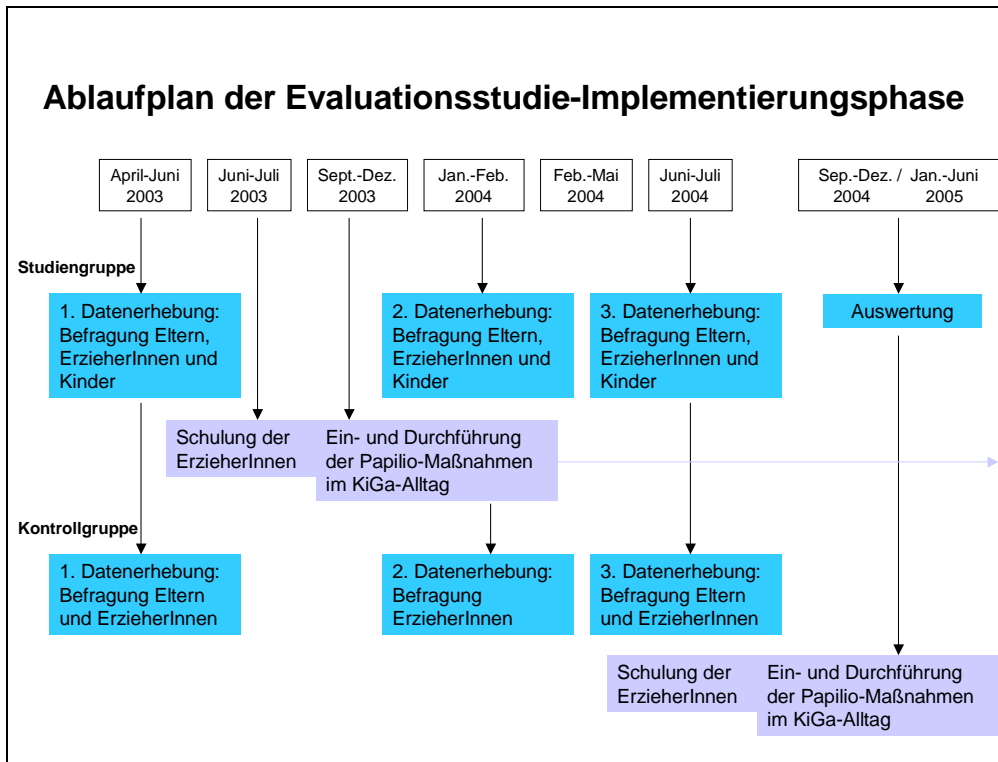 Ablaufplan der Evaluationsstudie-Implementierungsphase
April-Juni
2003
Juni-Juli
2003
Sept.-Dez.
2003
Jan.-Feb.
2004
Feb.-Mai
2004
Juni-Juli
2004
Sep.-Dez. / Jan.-Juni
2004 2005
Studiengruppe
1. Datenerhebung:
Befragung Eltern,
ErzieherInnen und
Kinder
2. Datenerhebung:
Befragung Eltern,
ErzieherInnen und
Kinder
3. Datenerhebung:
Befragung Eltern,
ErzieherInnen und
Kinder
Auswertung
Schulung der
ErzieherInnen
Ein- und Durchführung
der Papilio-Maßnahmen
im KiGa-Alltag
Kontrollgruppe
1. Datenerhebung:
Befragung Eltern
und ErzieherInnen
2. Datenerhebung:
Befragung
ErzieherInnen
3. Datenerhebung:
Befragung Eltern
und ErzieherInnen
Schulung der
ErzieherInnen
Ein- und Durchführung
der Papilio-Maßnahmen
im KiGa-Alltag